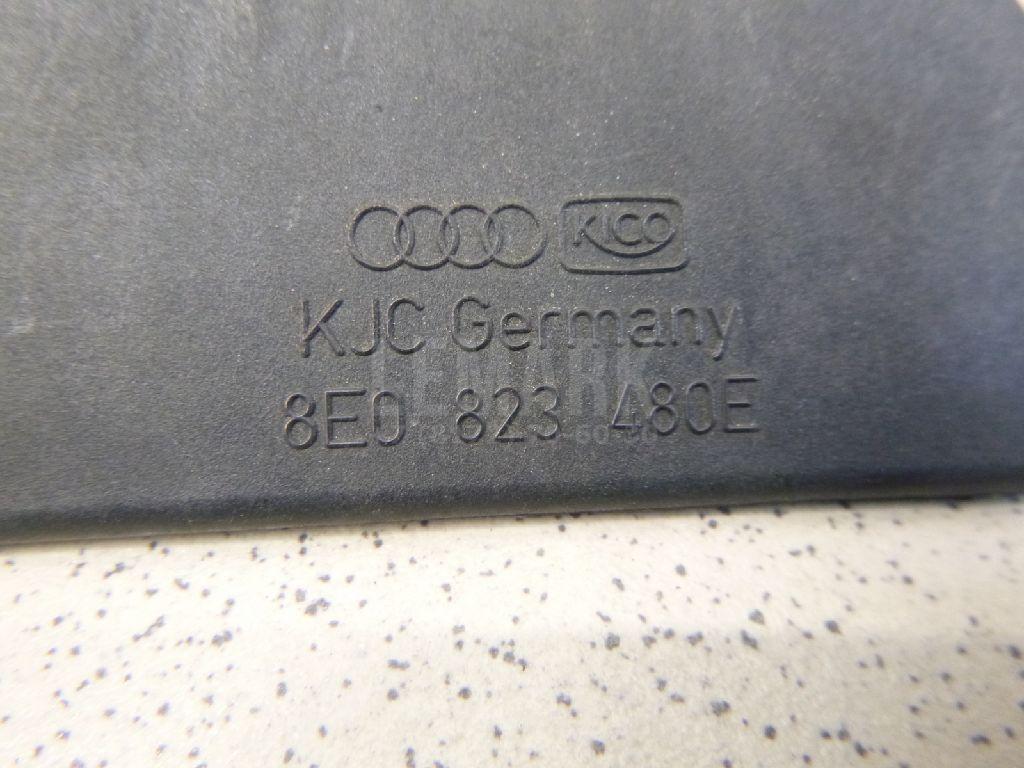 KICO
KJC Germany
8E0 823 480E